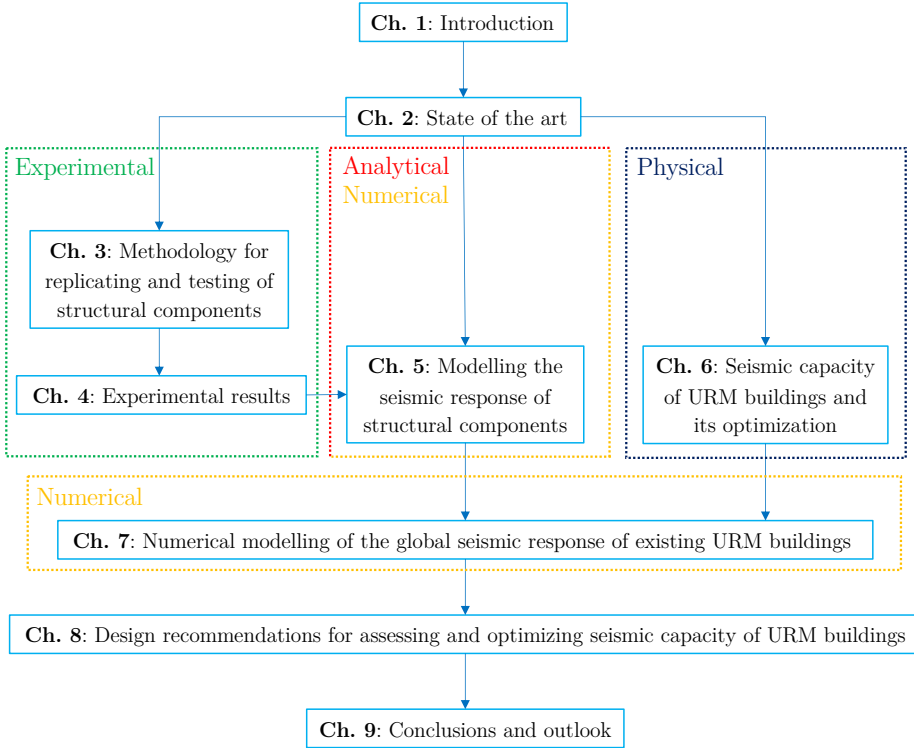 Ch. 1: Introduction
Ch. 2: State of the art
Experimental
Analytical
Numerical
Physical
Ch. 3: Methodology for
replicating and testing of
structural components
Ch. 4: Experimental results
Ch. 5: Modelling the
seismic response of
structural components
Ch. 6: Seismic capacity
of URM buildings and
its optimization
Numerical
Ch. 7: Numerical modelling of the global seismic response of existing URM buildings
Ch. 8: Design recommendations for assessing and optimizing seismic capacity of URM buildings
Ch. 9: Conclusions and outlook